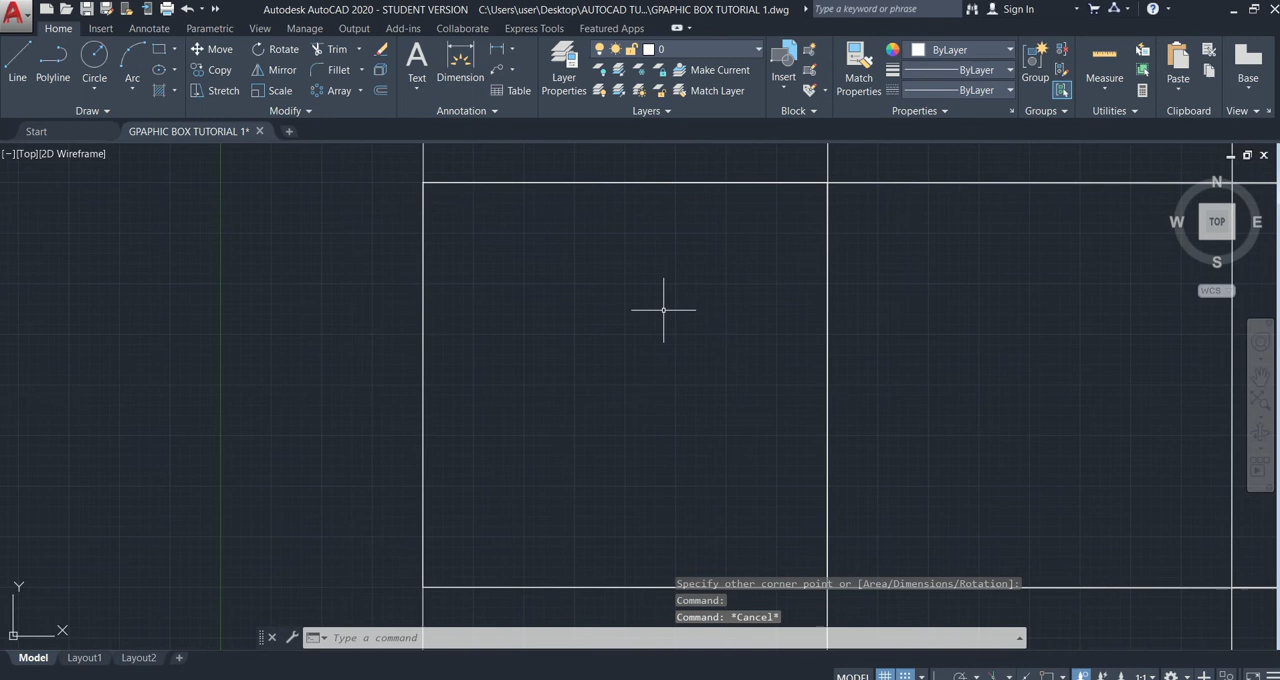 Autodesk AutoCAD 2020 - STUDENT VERSION C:\Users\user\Desktop\AUTOCAD TU...\GPAPHIC BOX TUTORIAL 1.dwg Type a keyword or phrase Sign In
Home Insert Annotate Parametric View Manage Output Add-ins Collaborate Express Tools Featured Apps
Line Polyline Circle Arc
Move Rotate Trim
Copy Mirror Fillet
Stretch Scale Array
Text Dimension Table
Layer Properties
0
Make Current
Match Layer
Insert
Match Properties
ByLayer
ByLayer
ByLayer
Group Measure Paste Base
Draw Modify Annotation Layers Block Properties Groups Utilities Clipboard View
Start GPAPHIC BOX TUTORIAL 1*
[−][Top][2D Wireframe]
N
W TOP E
S
WCS
Specify other corner point or [Area/Dimensions/Rotation]:
Command:
Command: *Cancel*
Y
X
Type a command
Model Layout1 Layout2
MODEL 1:1